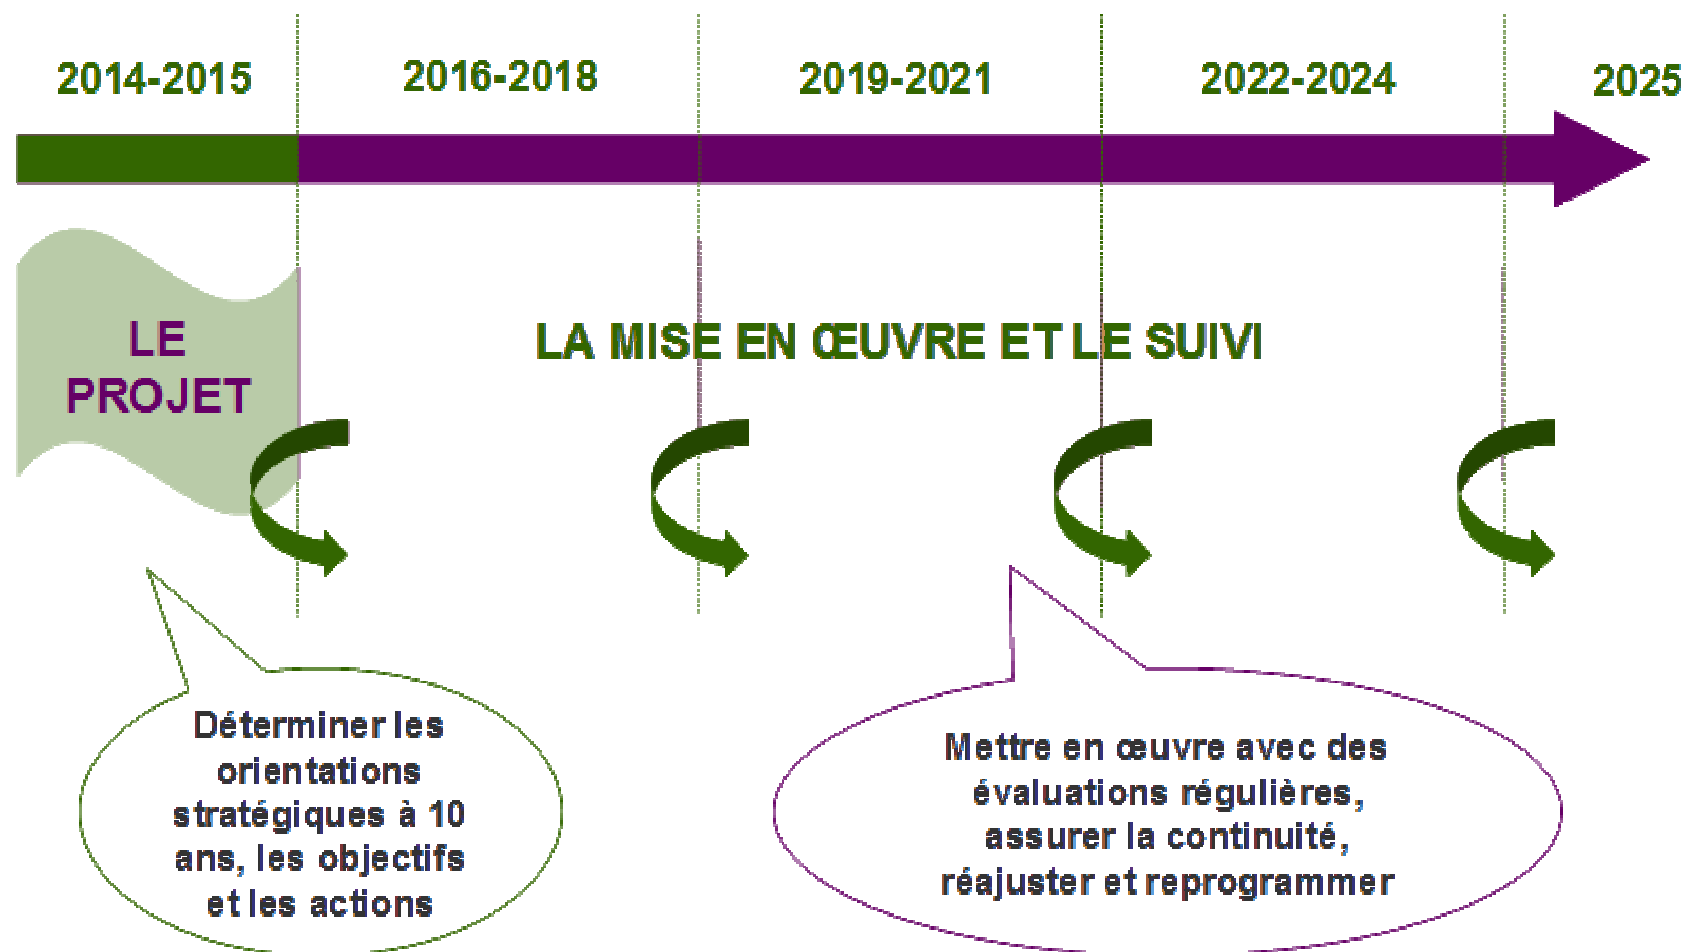 2014-2015
2016-2018
2019-2021
2022-2024
2025
LE
PROJET
LA MISE EN ŒUVRE ET LE SUIVI
Déterminer les
orientations
stratégiques à 10
ans, les objectifs
et les actions
Mettre en œuvre avec des
évaluations régulières,
assurer la continuité,
réajuster et reprogrammer